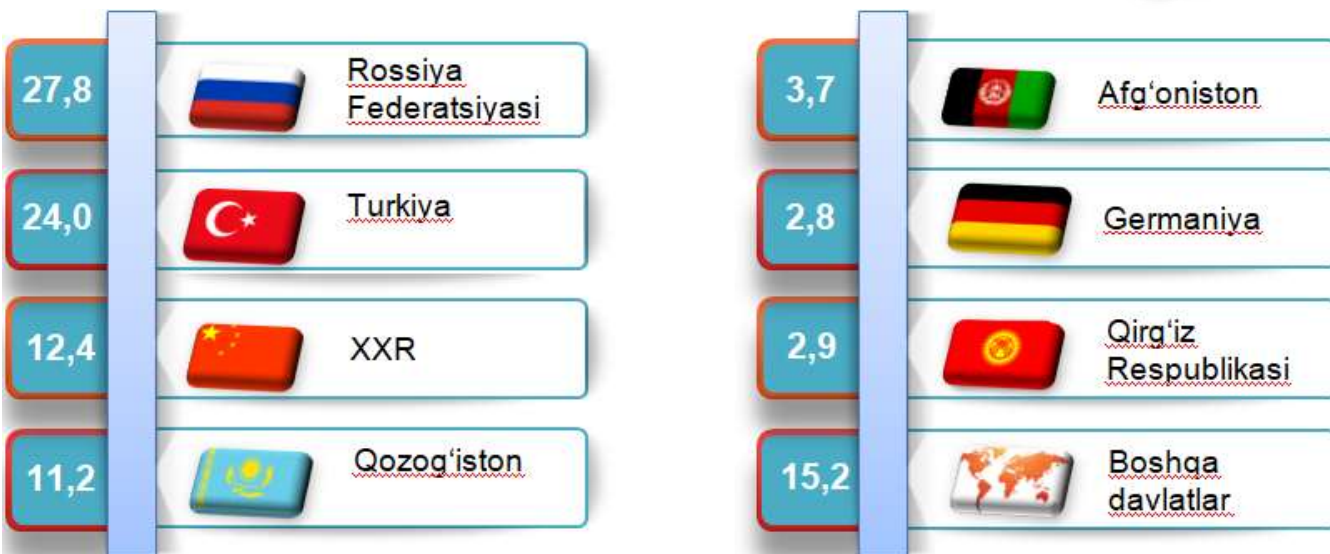 27,8
Rossiya
Federatsiyasi
24,0
Turkiya
12,4
XXR
11,2
Qozog‘iston
3,7
Afg‘oniston
2,8
Germaniya
2,9
Qirg‘iz
Respublikasi
15,2
Boshqa
davlatlar